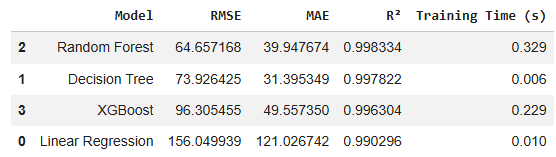 Model RMSE MAE R² Training Time (s)
2 Random Forest 64.657168 39.947674 0.998334 0.329
1 Decision Tree 73.926425 31.395349 0.997822 0.006
3 XGBoost 96.305455 49.557350 0.996304 0.229
0 Linear Regression 156.049939 121.026742 0.990296 0.010